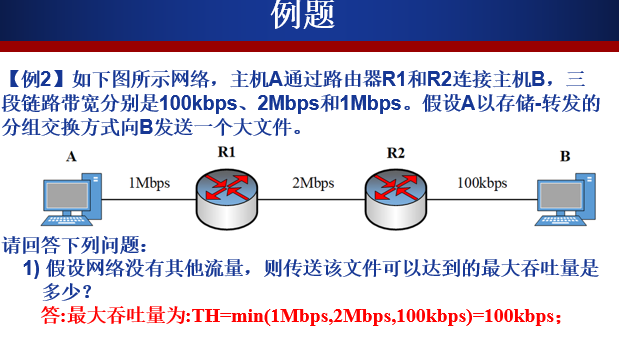 例题
【例2】如下图所示网络，主机A通过路由器R1和R2连接主机B，三
段链路带宽分别是100kbps、2Mbps和1Mbps。假设A以存储-转发的
分组交换方式向B发送一个大文件。
A R1 R2 B
1Mbps 2Mbps 100kbps
请回答下列问题：
1) 假设网络没有其他流量，则传送该文件可以达到的最大吞吐量是
多少？
答:最大吞吐量为:TH=min(1Mbps,2Mbps,100kbps)=100kbps；